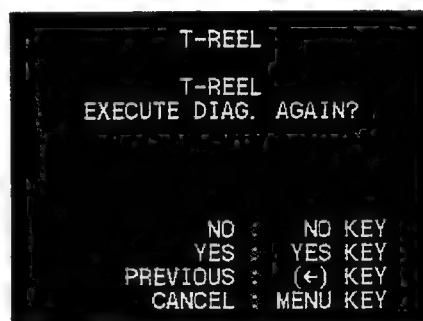 T-REEL
T-REEL
EXECUTE DIAG. AGAIN?
NO : NO KEY
YES : YES KEY
PREVIOUS : (←) KEY
CANCEL : MENU KEY